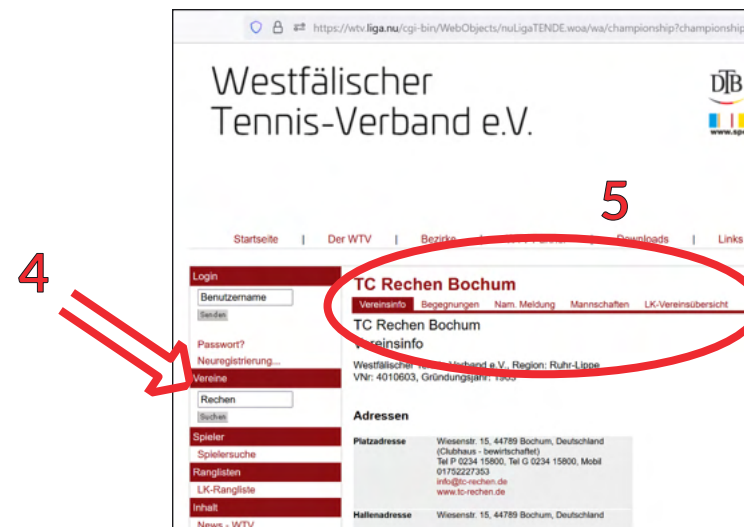 https://wtv.liga.nu/cgi-bin/WebObjects/nuLigaTENDE.woa/wa/championship?championship
Westfälischer
Tennis-Verband e.V.
DTB
5
Startseite | Der WTV | Bezirke Downloads | Links
4
Login
Benutzername
Senden
Passwort?
Neuregistrierung...
Vereine
Rechen
Suchen
Spieler
Spielersuche
Ranglisten
LK-Rangliste
Inhalt
News - WTV
TC Rechen Bochum
Vereinsinfo Begegnungen Nam. Meldung Mannschaften LK-Vereinsübersicht
TC Rechen Bochum
Vereinsinfo
Westfälischer Tennis-Verband e.V., Region: Ruhr-Lippe
VNr: 4010603, Gründungsjahr: 1903
Adressen
Platzadresse Wiesenstr. 15, 44789 Bochum, Deutschland
(Clubhaus - bewirtschaftet)
Tel P 0234 15800, Tel G 0234 15800, Mobil
01752227353
info@tc-rechen.de
www.tc-rechen.de
Hallenadresse Wiesenstr. 15, 44789 Bochum, Deutschland